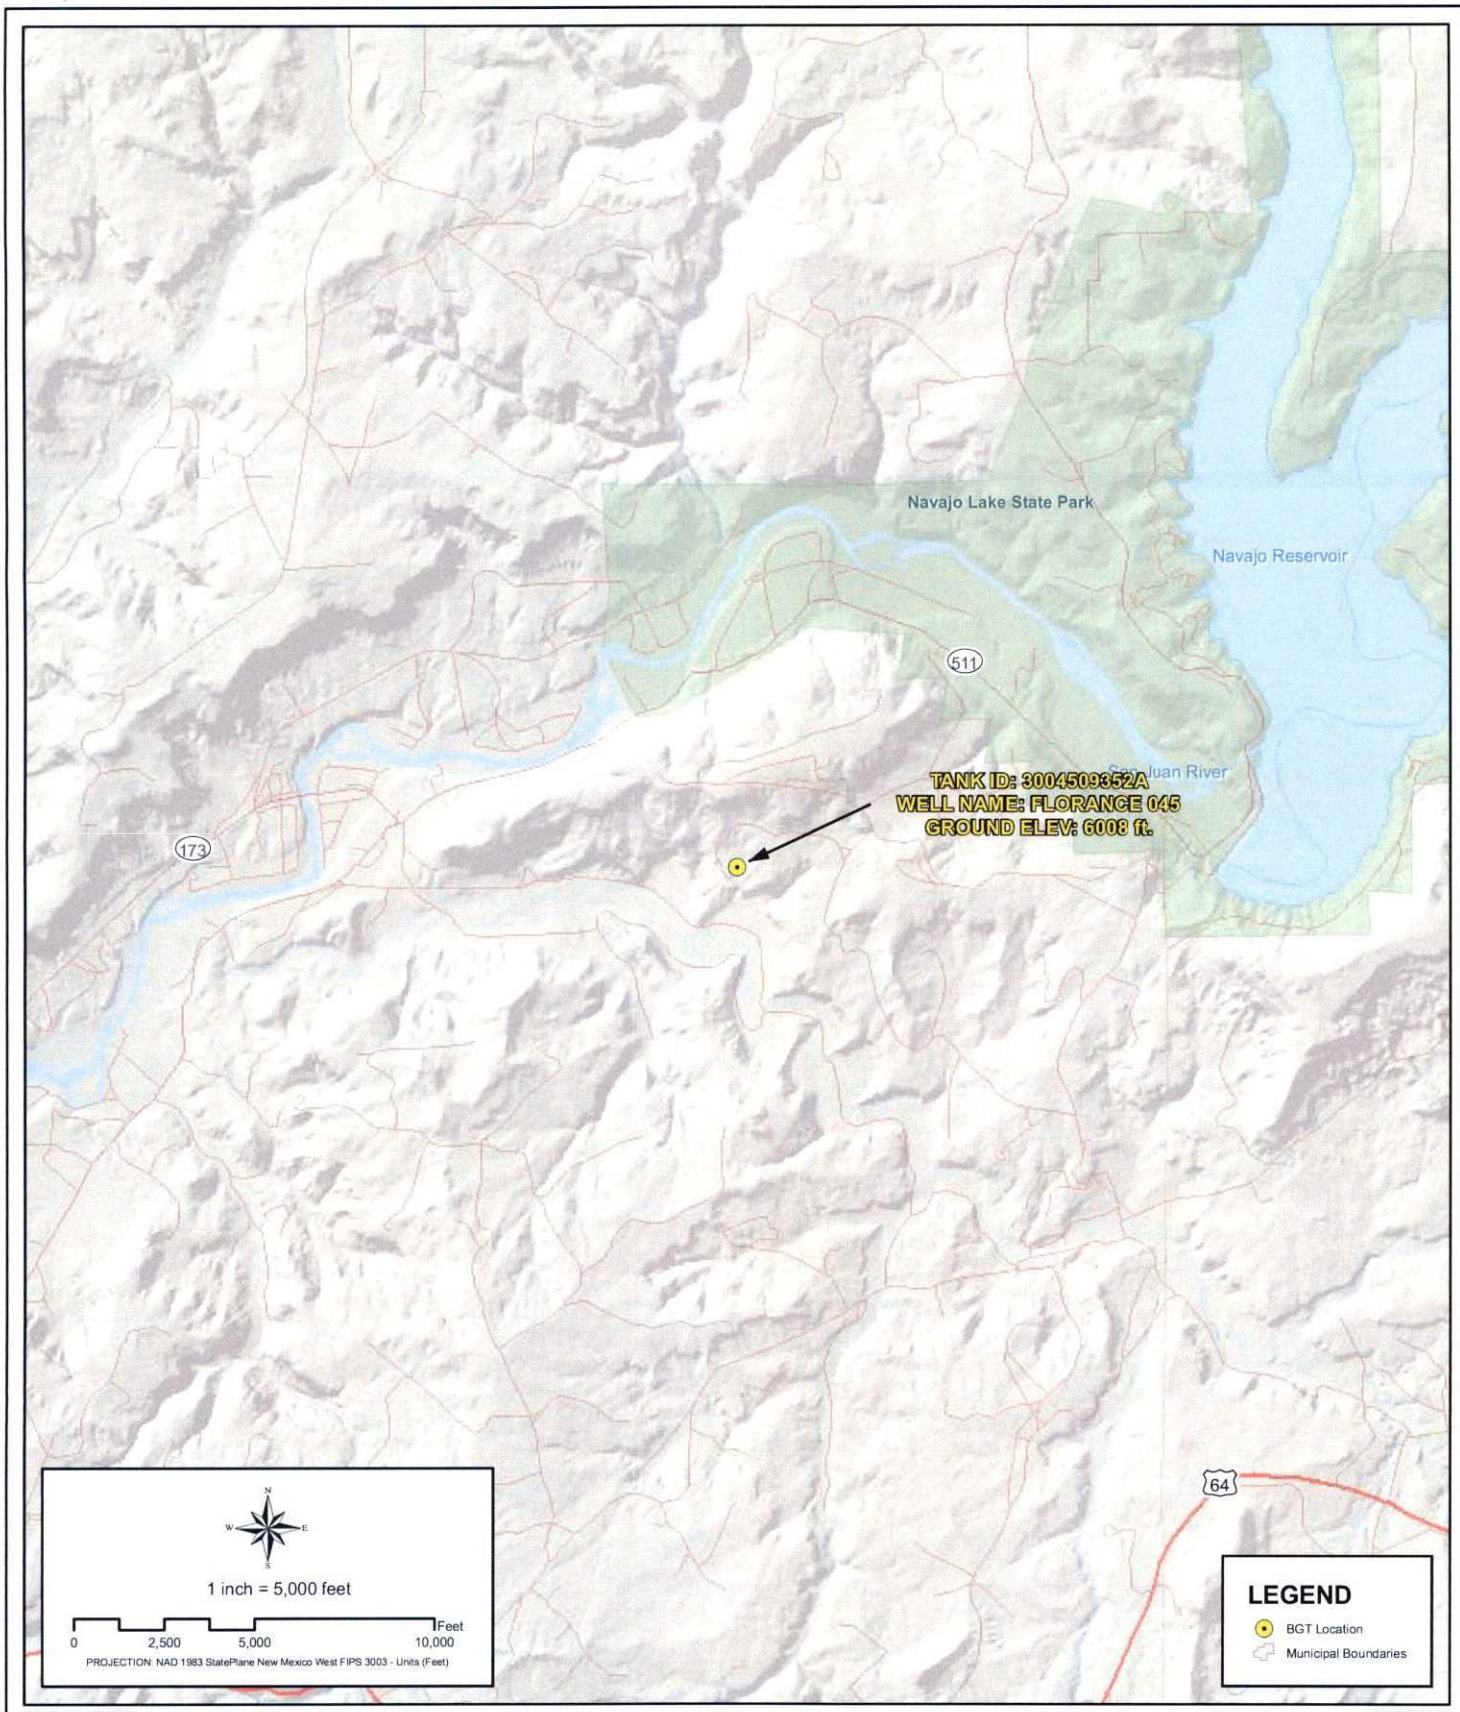 Navajo Lake State Park
Navajo Reservoir
511
San Juan River
TANK ID: 3004509352A
WELL NAME: FLORANCE 045
GROUND ELEV: 6008 ft.
173
64
N
W E
S
1 inch = 5,000 feet
Feet
0 2,500 5,000 10,000
PROJECTION: NAD 1983 StatePlane New Mexico West FIPS 3003 - Units (Feet)
LEGEND
BGT Location
Municipal Boundaries